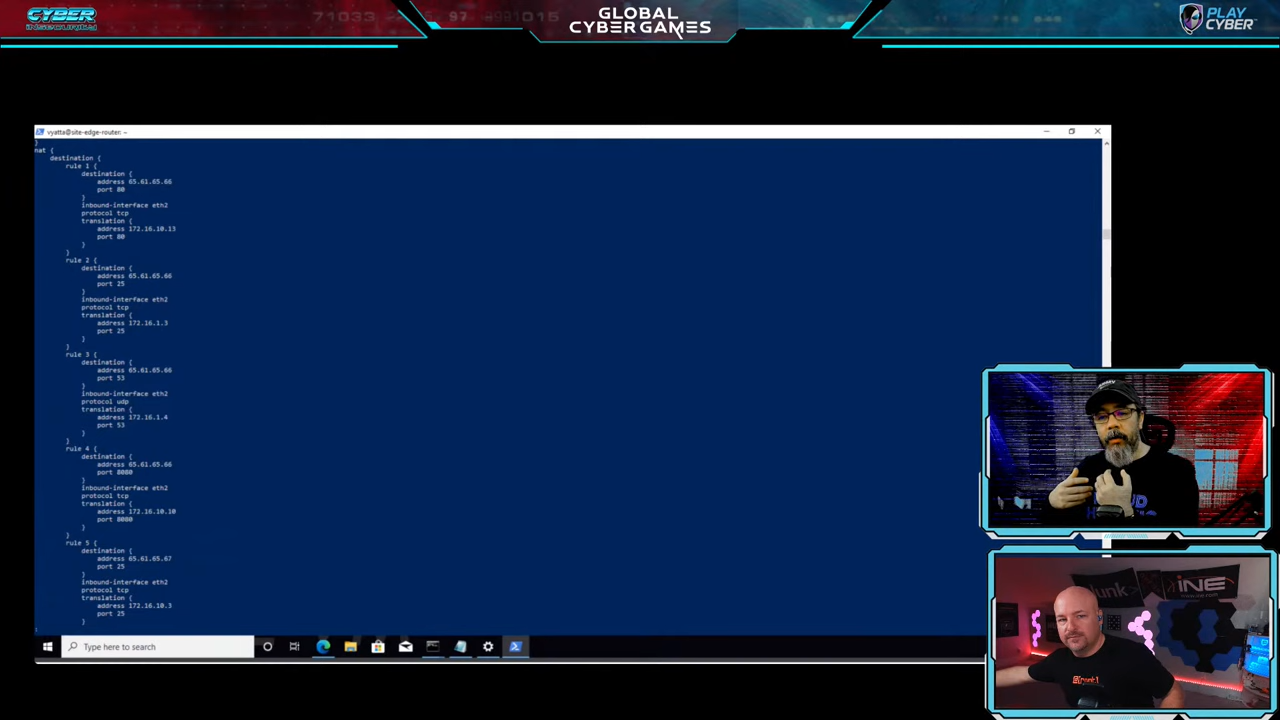 CYBER
INSECURITY
GLOBAL
CYBER GAMES
PLAY
CYBER
vyatta@site-edge-router: ~
}
nat {
destination {
rule 1 {
destination {
address 65.61.65.66
port 80
}
inbound-interface eth2
protocol tcp
translation {
address 172.16.10.13
port 80
}
}
rule 2 {
destination {
address 65.61.65.66
port 25
}
inbound-interface eth2
protocol tcp
translation {
address 172.16.1.3
port 25
}
}
rule 3 {
destination {
address 65.61.65.66
port 53
}
inbound-interface eth2
protocol udp
translation {
address 172.16.1.4
port 53
}
}
rule 4 {
destination {
address 65.61.65.66
port 8080
}
inbound-interface eth2
protocol tcp
translation {
address 172.16.10.10
port 8080
}
}
rule 5 {
destination {
address 65.61.65.67
port 25
}
inbound-interface eth2
protocol tcp
translation {
address 172.16.10.3
port 25
}
:
Type here to search
INE